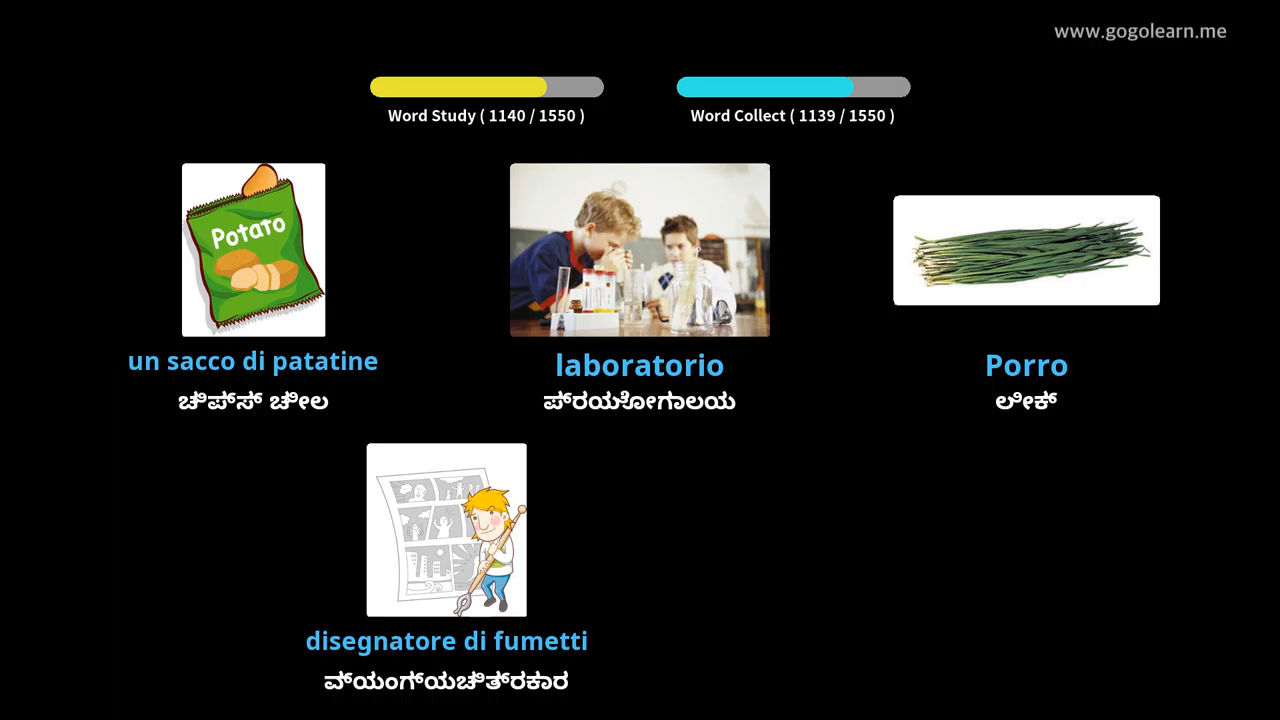 www.gogolearn.me
Word Study ( 1140 / 1550 )
Word Collect ( 1139 / 1550 )
Potato
un sacco di patatine
ಚಿಪ್ಸ್ ಚೀಲ
laboratorio
ಪ್ರಯೋಗಾಲಯ
Porro
ಲೀಕ್
disegnatore di fumetti
ವ್ಯಂಗ್ಯಚಿತ್ರಕಾರ